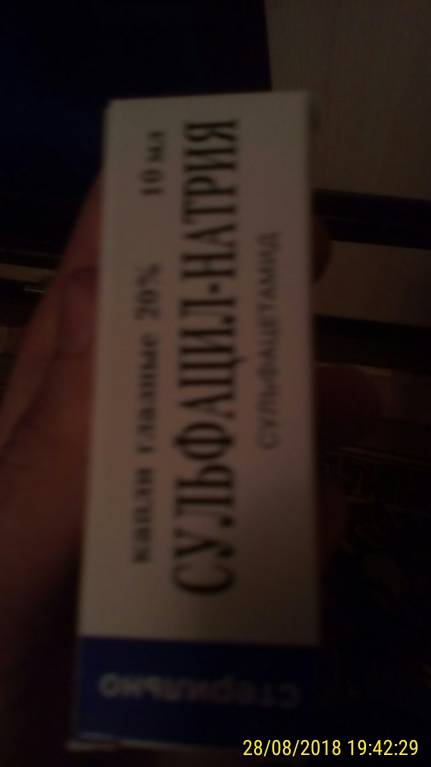 капли глазные 20% 10 мл
СУЛЬФАЦИЛ-НАТРИЯ
СУЛЬФАЦЕТАМИД
Стерильно
28/08/2018 19:42:29